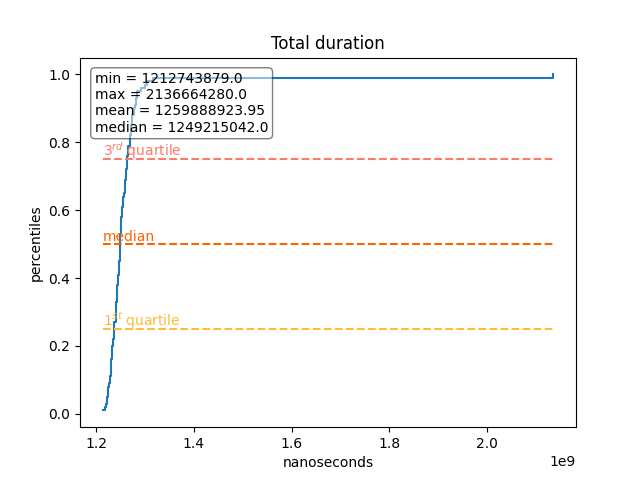 Total duration
min = 1212743879.0
max = 2136664280.0
mean = 1259888923.95
median = 1249215042.0
3rd quartile
median
1st quartile
percentiles
1.0
0.8
0.6
0.4
0.2
0.0
1.2 1.4 1.6 1.8 2.0
1e9
nanoseconds